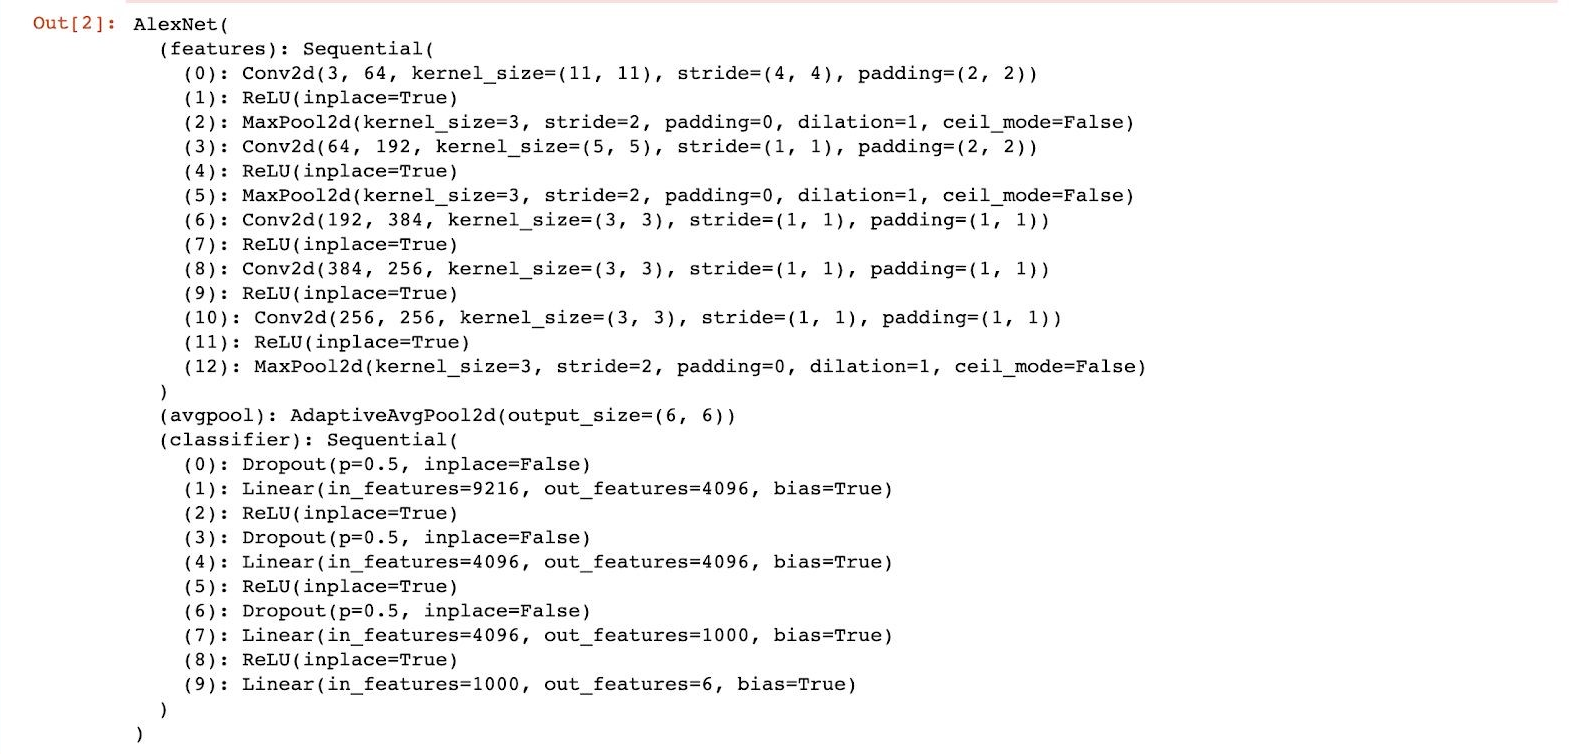 Out[2]: AlexNet(
  (features): Sequential(
    (0): Conv2d(3, 64, kernel_size=(11, 11), stride=(4, 4), padding=(2, 2))
    (1): ReLU(inplace=True)
    (2): MaxPool2d(kernel_size=3, stride=2, padding=0, dilation=1, ceil_mode=False)
    (3): Conv2d(64, 192, kernel_size=(5, 5), stride=(1, 1), padding=(2, 2))
    (4): ReLU(inplace=True)
    (5): MaxPool2d(kernel_size=3, stride=2, padding=0, dilation=1, ceil_mode=False)
    (6): Conv2d(192, 384, kernel_size=(3, 3), stride=(1, 1), padding=(1, 1))
    (7): ReLU(inplace=True)
    (8): Conv2d(384, 256, kernel_size=(3, 3), stride=(1, 1), padding=(1, 1))
    (9): ReLU(inplace=True)
    (10): Conv2d(256, 256, kernel_size=(3, 3), stride=(1, 1), padding=(1, 1))
    (11): ReLU(inplace=True)
    (12): MaxPool2d(kernel_size=3, stride=2, padding=0, dilation=1, ceil_mode=False)
  )
  (avgpool): AdaptiveAvgPool2d(output_size=(6, 6))
  (classifier): Sequential(
    (0): Dropout(p=0.5, inplace=False)
    (1): Linear(in_features=9216, out_features=4096, bias=True)
    (2): ReLU(inplace=True)
    (3): Dropout(p=0.5, inplace=False)
    (4): Linear(in_features=4096, out_features=4096, bias=True)
    (5): ReLU(inplace=True)
    (6): Dropout(p=0.5, inplace=False)
    (7): Linear(in_features=4096, out_features=1000, bias=True)
    (8): ReLU(inplace=True)
    (9): Linear(in_features=1000, out_features=6, bias=True)
  )
)